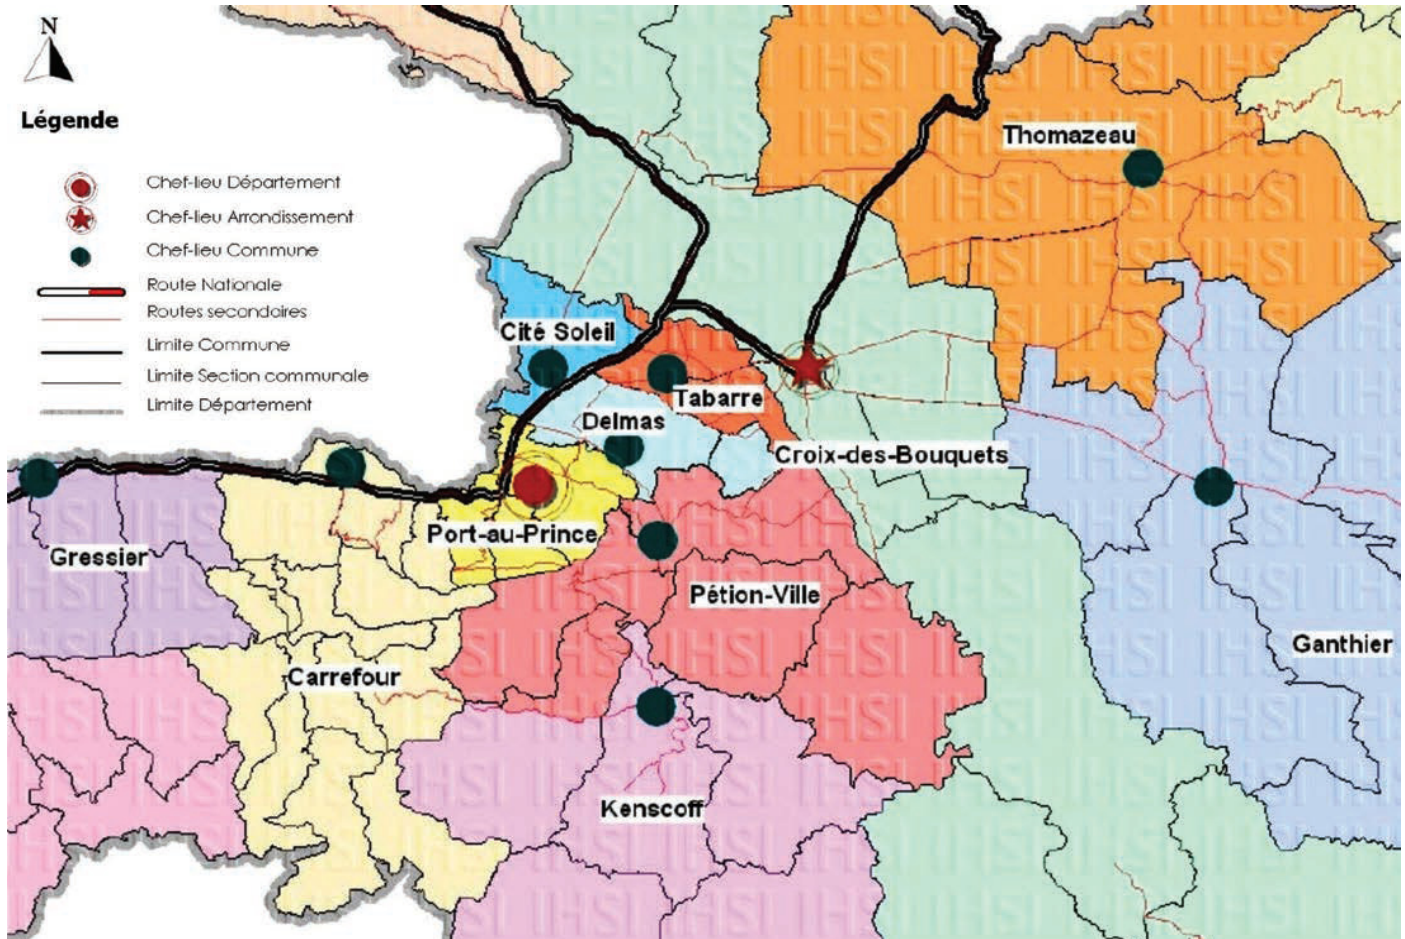 N
Légende
Chef-lieu Département
Chef-lieu Arrondissement
Chef-lieu Commune
Route Nationale
Routes secondaires
Limite Commune
Limite Section communale
Limite Département
Thomazeau
Cité Soleil
Tabarre
Delmas
Croix-des-Bouquets
Port-au-Prince
Gressier
Pétion-Ville
Ganthier
Carrefour
Kenscoff
IHSI